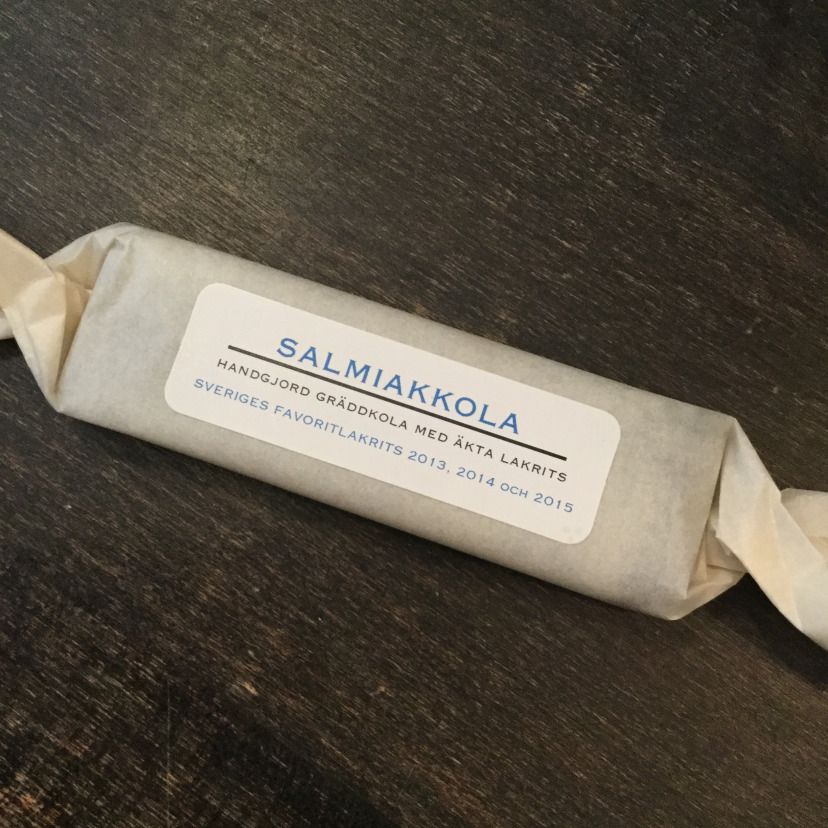 SALMIAKKOLA
HANDGJORD GRÄDDKOLA MED ÄKTA LAKRITS
SVERIGES FAVORITLAKRITS 2013, 2014 OCH 2015